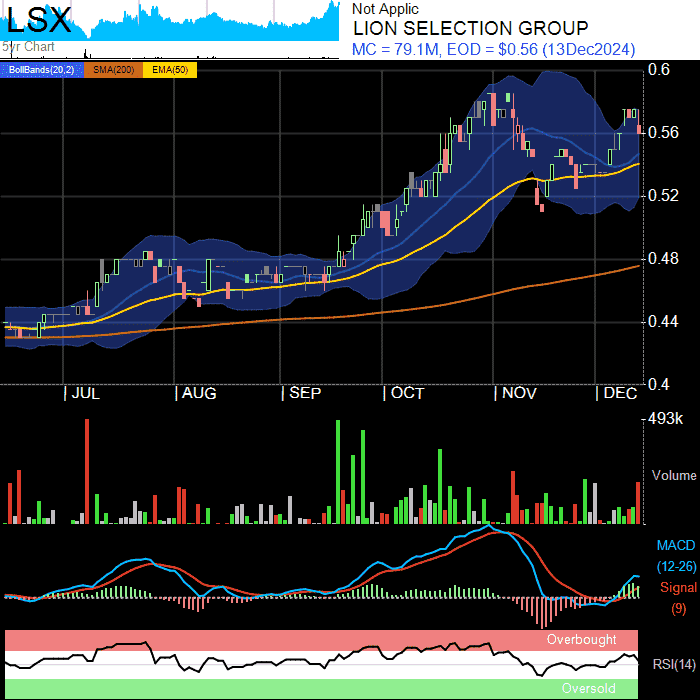 LSX
5yr Chart
Not Applic
LION SELECTION GROUP
MC = 79.1M, EOD = $0.56 (13Dec2024)
BollBands(20,2) SMA(200) EMA(50)
0.6
0.56
0.52
0.48
0.44
0.4
JUL AUG SEP OCT NOV DEC
493k
Volume
MACD
(12-26)
Signal
(9)
Overbought
RSI(14)
Oversold